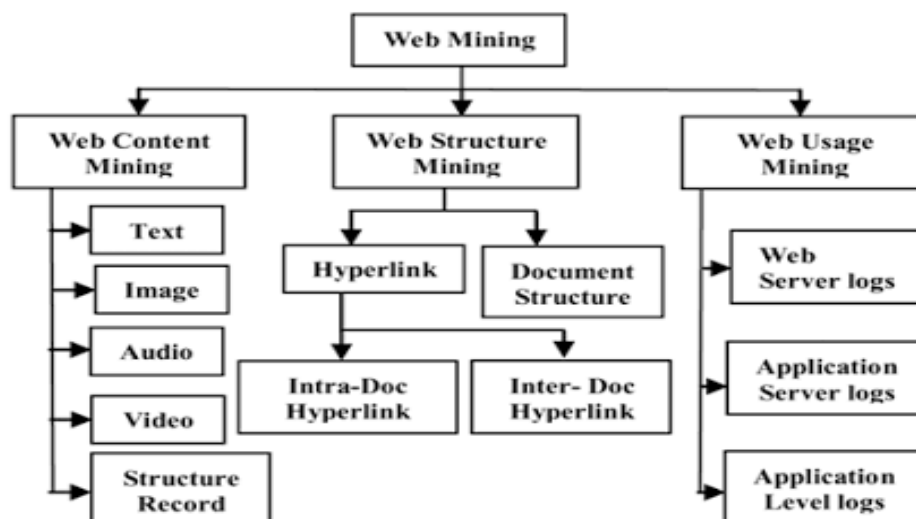 Web Mining
Web Content
Mining
Web Structure
Mining
Web Usage
Mining
Text
Image
Audio
Video
Structure
Record
Hyperlink
Document
Structure
Intra-Doc
Hyperlink
Inter- Doc
Hyperlink
Web
Server logs
Application
Server logs
Application
Level logs